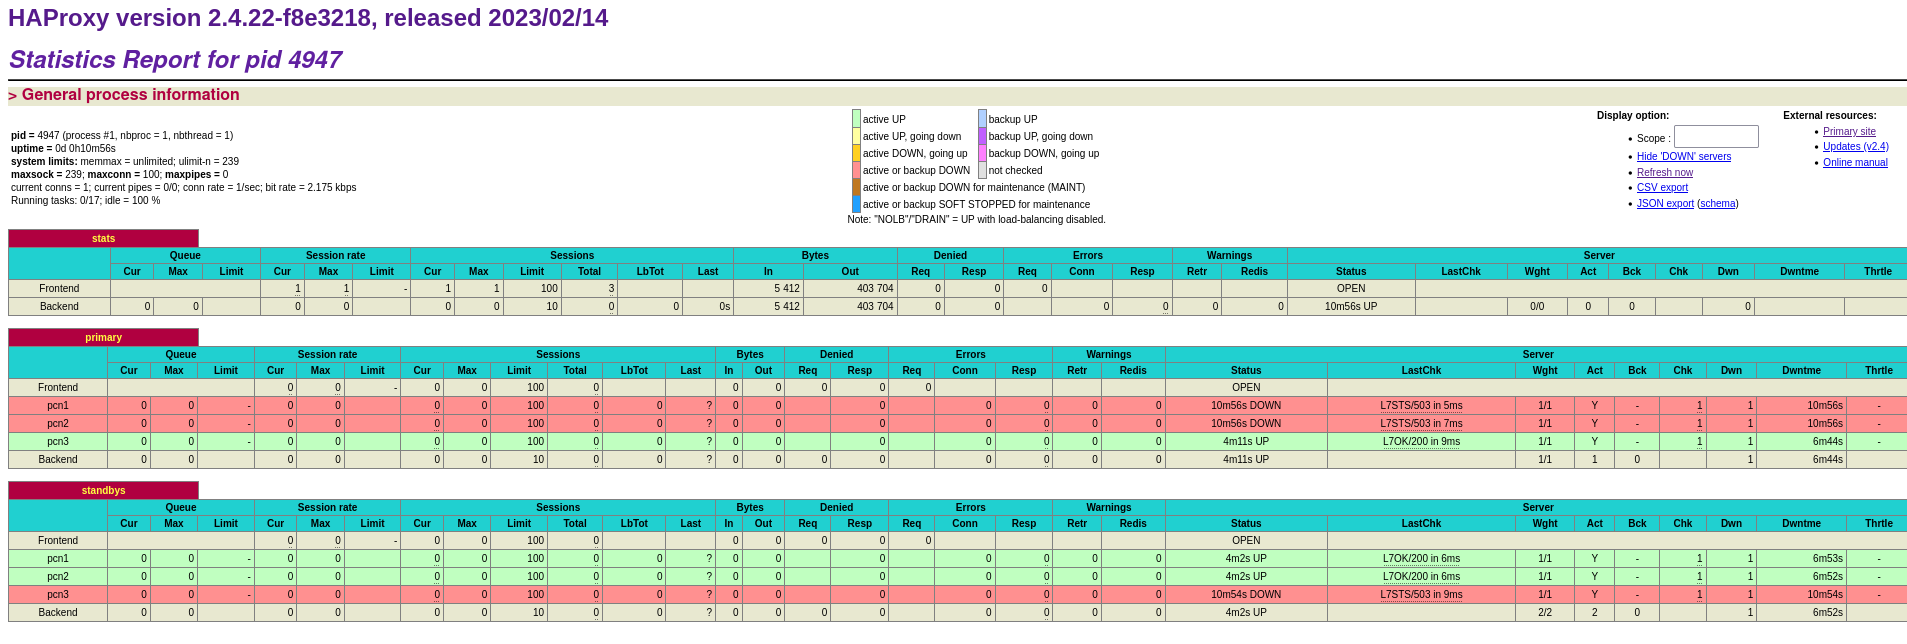 HAProxy version 2.4.22-f8e3218, released 2023/02/14
Statistics Report for pid 4947
> General process information
pid = 4947 (process #1, nbproc = 1, nbthread = 1)
uptime = 0d 0h10m56s
system limits: memmax = unlimited; ulimit-n = 239
maxsock = 239; maxconn = 100; maxpipes = 0
current conns = 1; current pipes = 0/0; conn rate = 1/sec; bit rate = 2.175 kbps
Running tasks: 0/17; idle = 100 %
active UP backup UP
active UP, going down backup UP, going down
active DOWN, going up backup DOWN, going up
active or backup DOWN not checked
active or backup DOWN for maintenance (MAINT)
active or backup SOFT STOPPED for maintenance
Note: "NOLB"/"DRAIN" = UP with load-balancing disabled.
Display option:
• Scope :
• Hide 'DOWN' servers
• Refresh now
• CSV export
• JSON export (schema)
External resources:
• Primary site
• Updates (v2.4)
• Online manual
stats
Queue Session rate Sessions Bytes Denied Errors Warnings Server
Cur Max Limit Cur Max Limit Cur Max Limit Total LbTot Last In Out Req Resp Req Conn Resp Retr Redis Status LastChk Wght Act Bck Chk Dwn Dwntme Thrtle
Frontend 1 1 - 1 1 100 3 5 412 403 704 0 0 0 OPEN
Backend 0 0 0 0 0 0 10 0 0 0s 5 412 403 704 0 0 0 0 0 0 10m56s UP 0/0 0 0 0
primary
Queue Session rate Sessions Bytes Denied Errors Warnings Server
Cur Max Limit Cur Max Limit Cur Max Limit Total LbTot Last In Out Req Resp Req Conn Resp Retr Redis Status LastChk Wght Act Bck Chk Dwn Dwntme Thrtle
Frontend 0 0 - 0 0 100 0 0 0 0 0 0 OPEN
pcn1 0 0 - 0 0 0 0 100 0 0 ? 0 0 0 0 0 0 0 10m56s DOWN L7STS/503 in 5ms 1/1 Y - 1 1 10m56s -
pcn2 0 0 - 0 0 0 0 100 0 0 ? 0 0 0 0 0 0 0 10m56s DOWN L7STS/503 in 7ms 1/1 Y - 1 1 10m56s -
pcn3 0 0 - 0 0 0 0 100 0 0 ? 0 0 0 0 0 0 0 4m11s UP L7OK/200 in 9ms 1/1 Y - 1 1 6m44s -
Backend 0 0 0 0 0 0 10 0 0 ? 0 0 0 0 0 0 0 0 4m11s UP 1/1 1 0 1 6m44s
standbys
Queue Session rate Sessions Bytes Denied Errors Warnings Server
Cur Max Limit Cur Max Limit Cur Max Limit Total LbTot Last In Out Req Resp Req Conn Resp Retr Redis Status LastChk Wght Act Bck Chk Dwn Dwntme Thrtle
Frontend 0 0 - 0 0 100 0 0 0 0 0 0 OPEN
pcn1 0 0 - 0 0 0 0 100 0 0 ? 0 0 0 0 0 0 0 4m2s UP L7OK/200 in 6ms 1/1 Y - 1 1 6m53s -
pcn2 0 0 - 0 0 0 0 100 0 0 ? 0 0 0 0 0 0 0 4m2s UP L7OK/200 in 6ms 1/1 Y - 1 1 6m52s -
pcn3 0 0 - 0 0 0 0 100 0 0 ? 0 0 0 0 0 0 0 10m54s DOWN L7STS/503 in 9ms 1/1 Y - 1 1 10m54s -
Backend 0 0 0 0 0 0 10 0 0 ? 0 0 0 0 0 0 0 0 4m2s UP 2/2 2 0 1 6m52s